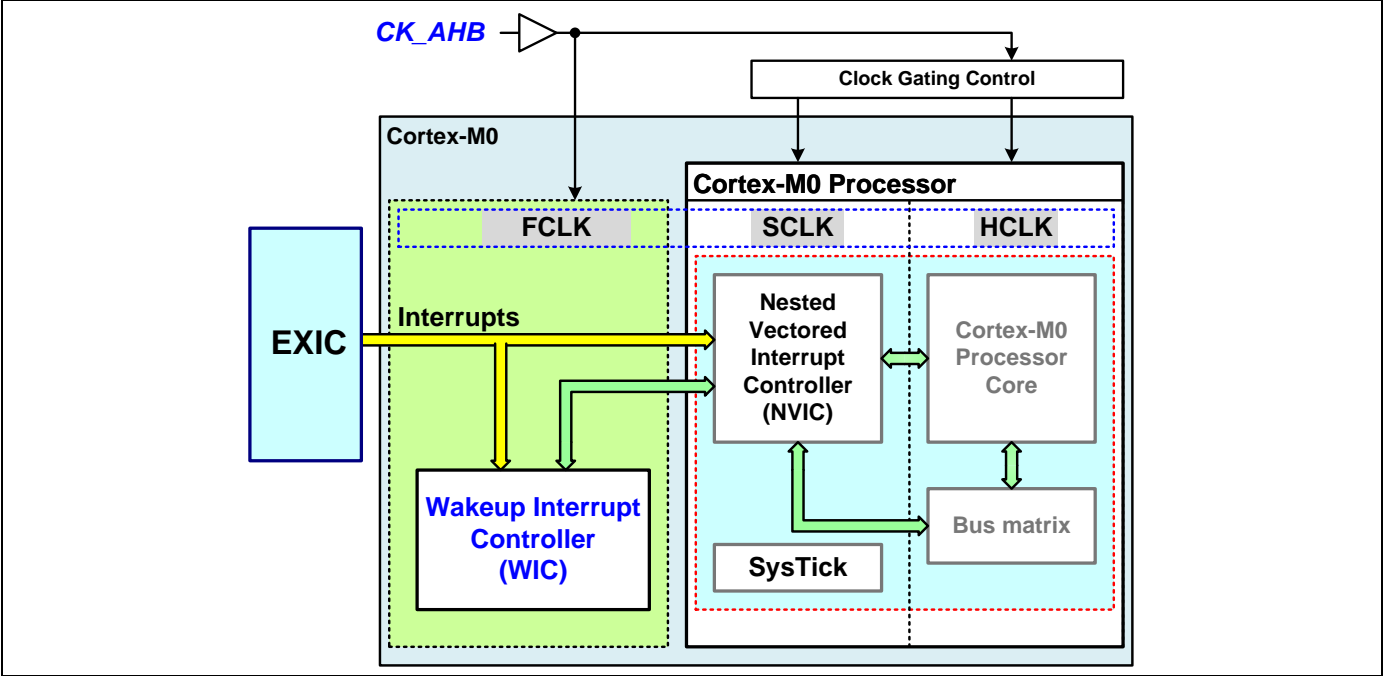 CK_AHB
Clock Gating Control
Cortex-M0
Cortex-M0 Processor
FCLK
SCLK
HCLK
EXIC
Interrupts
Nested
Vectored
Interrupt
Controller
(NVIC)
Cortex-M0
Processor
Core
Wakeup Interrupt
Controller
(WIC)
Bus matrix
SysTick